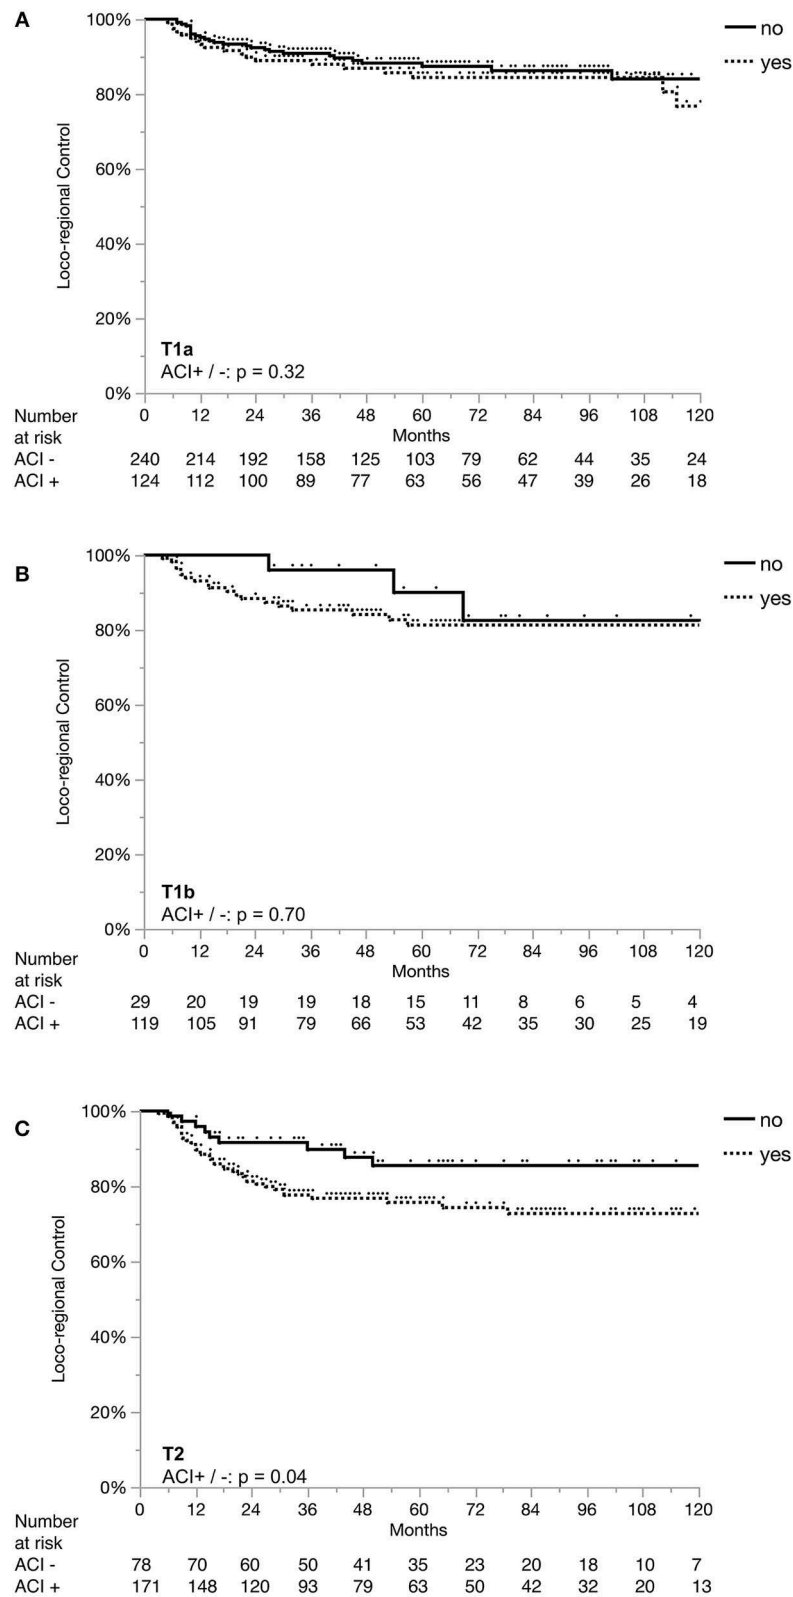 A
100%
80%
60%
40%
20%
0%
Loco-regional Control
no
yes
T1a
ACI+ / -: p = 0.32
0 12 24 36 48 60 72 84 96 108 120
Months
Number
at risk
ACI - 240 214 192 158 125 103 79 62 44 35 24
ACI + 124 112 100 89 77 63 56 47 39 26 18
B
100%
80%
60%
40%
20%
0%
Loco-regional Control
no
yes
T1b
ACI+ / -: p = 0.70
0 12 24 36 48 60 72 84 96 108 120
Months
Number
at risk
ACI - 29 20 19 19 18 15 11 8 6 5 4
ACI + 119 105 91 79 66 53 42 35 30 25 19
C
100%
80%
60%
40%
20%
0%
Loco-regional Control
no
yes
T2
ACI+ / -: p = 0.04
0 12 24 36 48 60 72 84 96 108 120
Months
Number
at risk
ACI - 78 70 60 50 41 35 23 20 18 10 7
ACI + 171 148 120 93 79 63 50 42 32 20 13